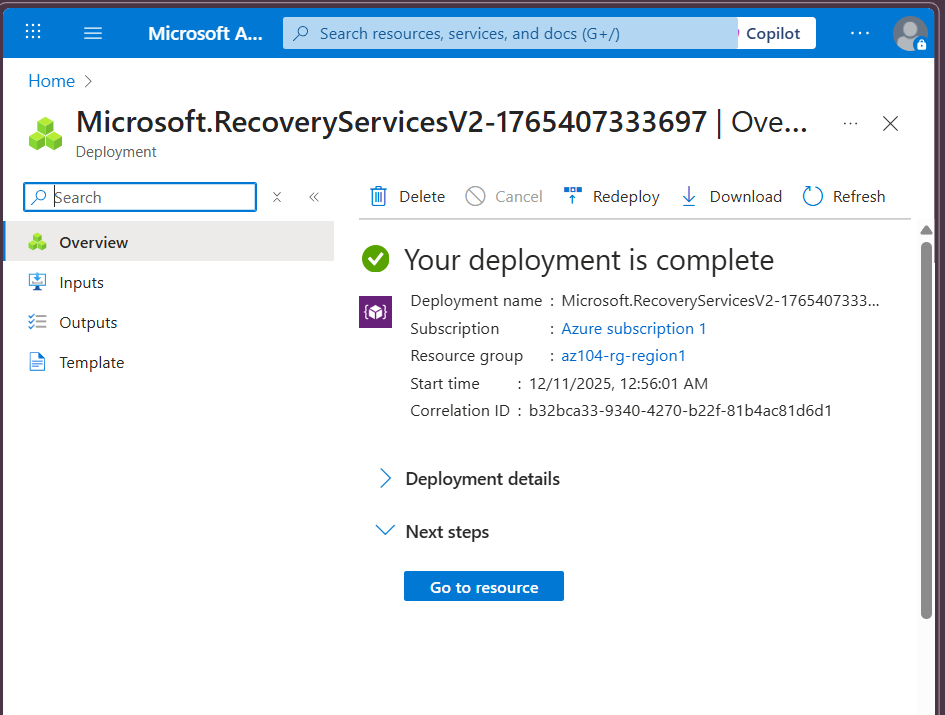 Microsoft A...
Search resources, services, and docs (G+/)
Copilot
...
Home
Microsoft.RecoveryServicesV2-1765407333697 | Ove...
...
Deployment
Search
Delete
Cancel
Redeploy
Download
Refresh
Overview
Inputs
Outputs
Template
Your deployment is complete
Deployment name : Microsoft.RecoveryServicesV2-1765407333...
Subscription : Azure subscription 1
Resource group : az104-rg-region1
Start time : 12/11/2025, 12:56:01 AM
Correlation ID : b32bca33-9340-4270-b22f-81b4ac81d6d1
Deployment details
Next steps
Go to resource